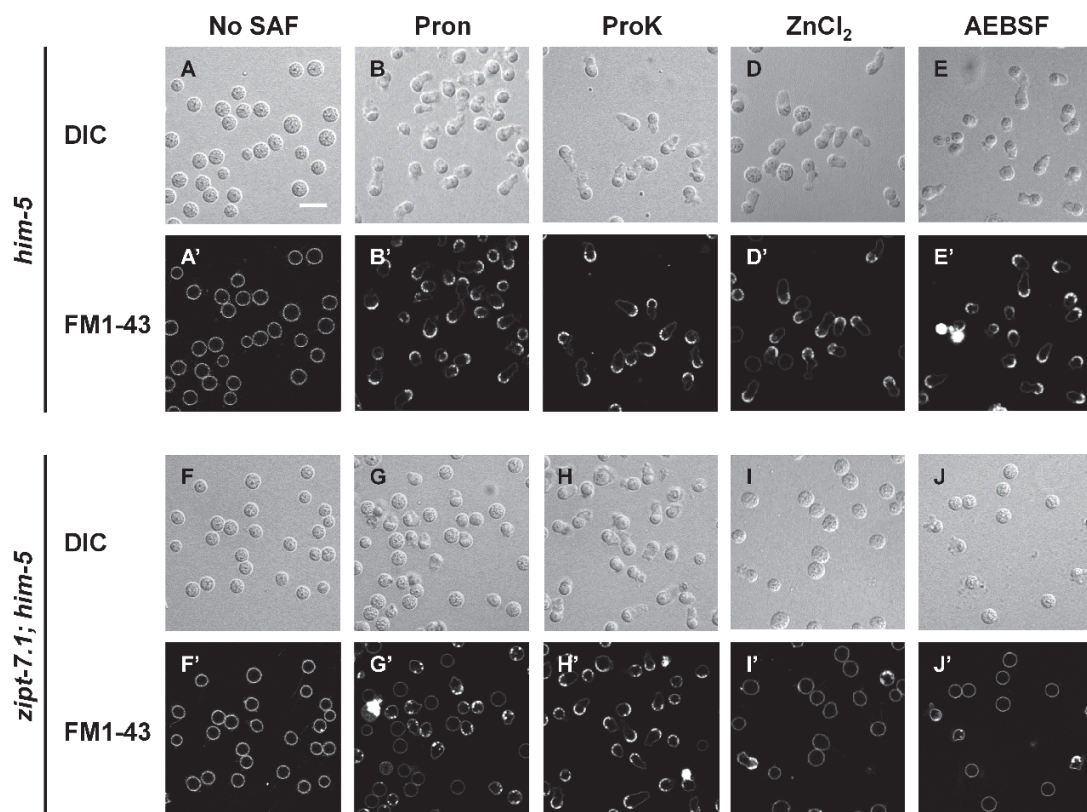 No SAF Pron ProK ZnCl₂ AEBSF
him-5
DIC
A B D E
FM1-43
A' B' D' E'
zipt-7.1; him-5
DIC
F G H I J
FM1-43
F' G' H' I' J'